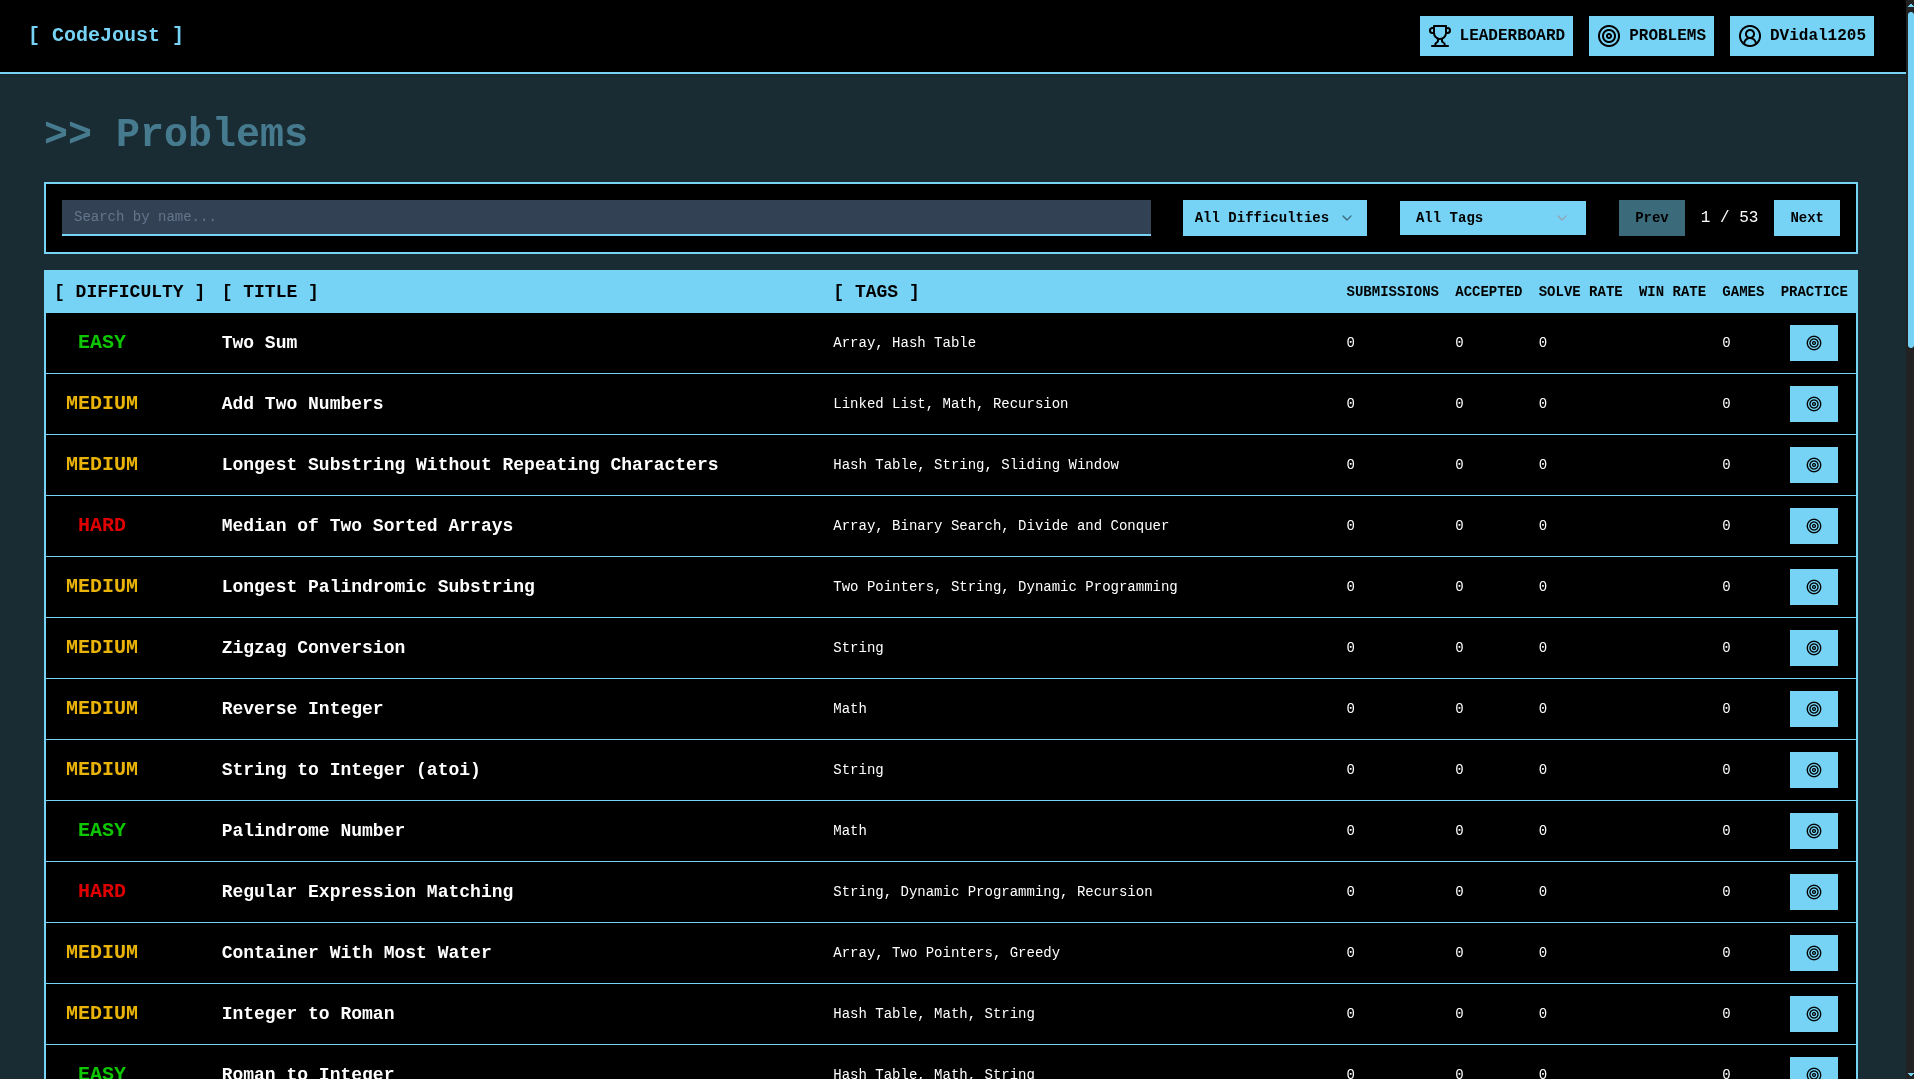 [ CodeJoust ]
LEADERBOARD PROBLEMS DVidal1205
>> Problems
Search by name... All Difficulties All Tags Prev 1 / 53 Next
[ DIFFICULTY ] [ TITLE ] [ TAGS ] SUBMISSIONS ACCEPTED SOLVE RATE WIN RATE GAMES PRACTICE
EASY Two Sum Array, Hash Table 0 0 0 0
MEDIUM Add Two Numbers Linked List, Math, Recursion 0 0 0 0
MEDIUM Longest Substring Without Repeating Characters Hash Table, String, Sliding Window 0 0 0 0
HARD Median of Two Sorted Arrays Array, Binary Search, Divide and Conquer 0 0 0 0
MEDIUM Longest Palindromic Substring Two Pointers, String, Dynamic Programming 0 0 0 0
MEDIUM Zigzag Conversion String 0 0 0 0
MEDIUM Reverse Integer Math 0 0 0 0
MEDIUM String to Integer (atoi) String 0 0 0 0
EASY Palindrome Number Math 0 0 0 0
HARD Regular Expression Matching String, Dynamic Programming, Recursion 0 0 0 0
MEDIUM Container With Most Water Array, Two Pointers, Greedy 0 0 0 0
MEDIUM Integer to Roman Hash Table, Math, String 0 0 0 0
EASY Roman to Integer Hash Table, Math, String 0 0 0 0